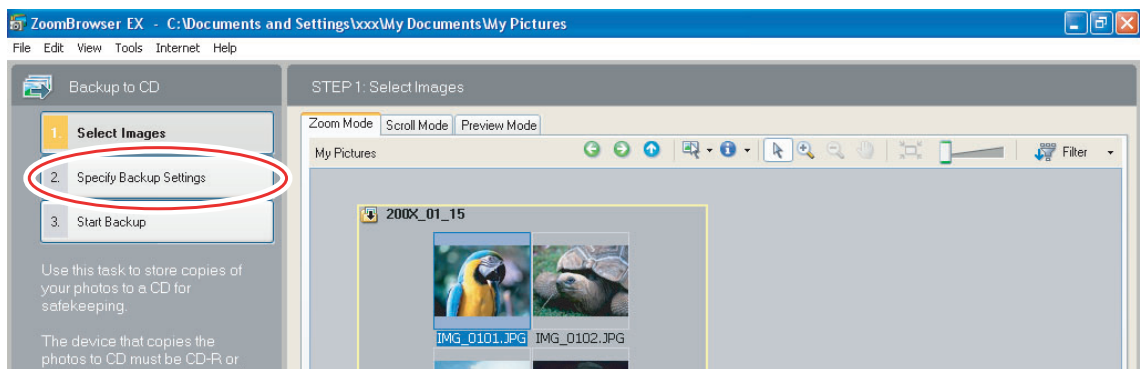 ZoomBrowser EX - C:\Documents and Settings\xxx\My Documents\My Pictures
File Edit View Tools Internet Help
Backup to CD
1. Select Images
2. Specify Backup Settings
3. Start Backup
Use this task to store copies of
your photos to a CD for
safekeeping.
The device that copies the
photos to CD must be CD-R or
STEP 1: Select Images
Zoom Mode Scroll Mode Preview Mode
My Pictures Filter
200X_01_15
IMG_0101.JPG IMG_0102.JPG